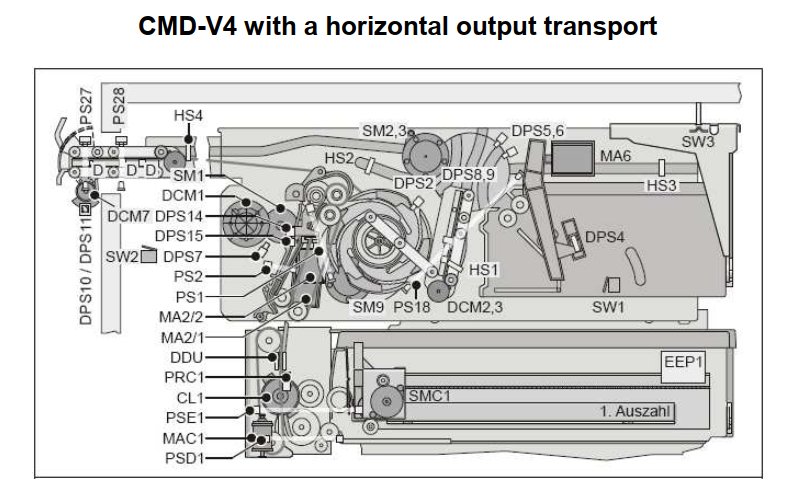 CMD-V4 with a horizontal output transport
PS27
PS28
HS4
SM2,3
DPS5,6
SW3
HS2
MA6
SM1
DPS2
DPS8,9
HS3
D D D
DCM1
DCM7
DPS14
DPS10 / DPS11
DPS15
DPS4
SW2
DPS7
PS2
HS1
PS1
SM9
PS18
DCM2,3
SW1
MA2/2
MA2/1
DDU
EEP1
PRC1
CL1
SMC1
PSE1
1. Auszahl
MAC1
PSD1